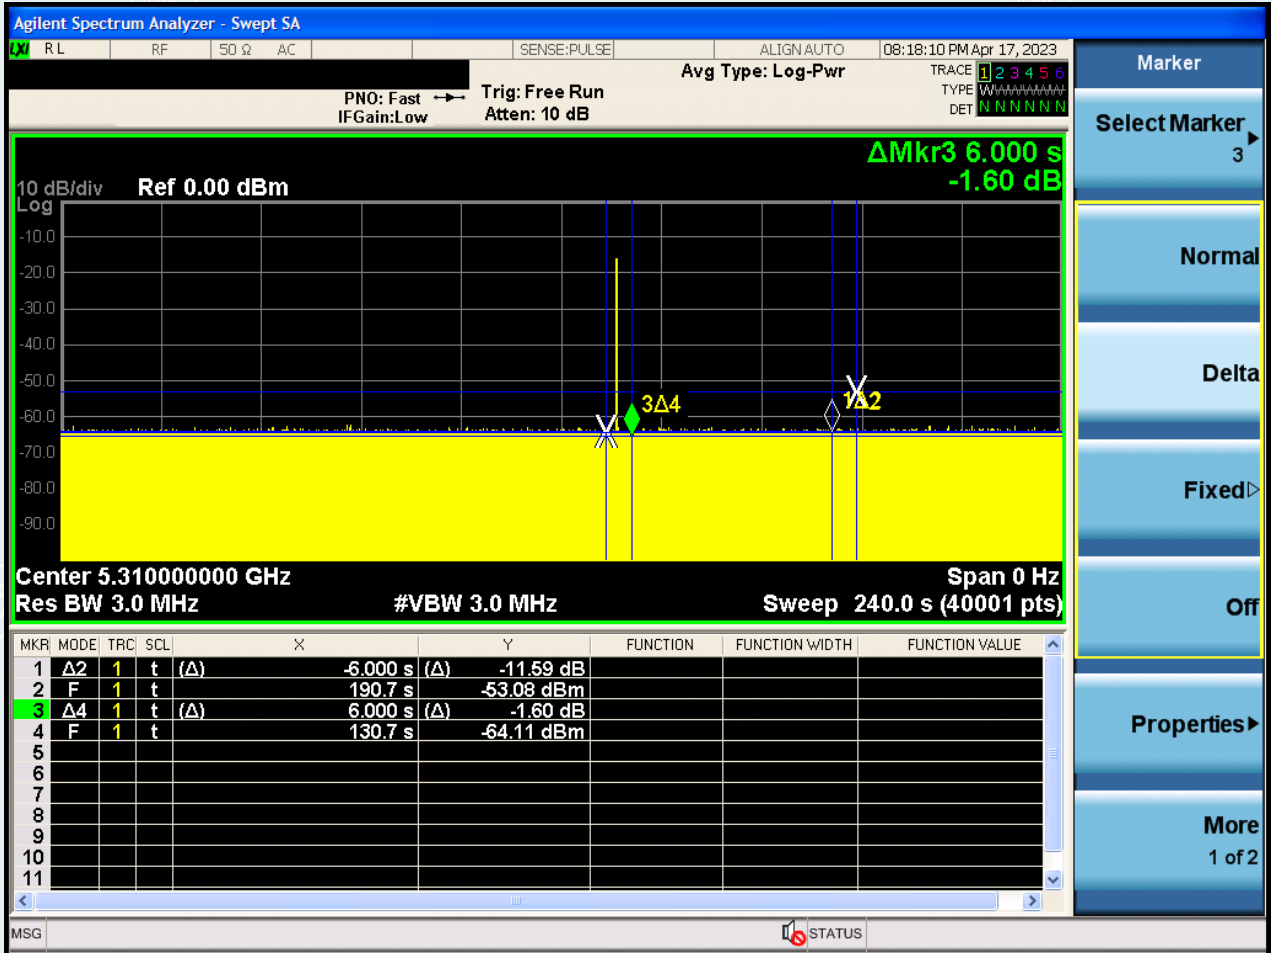 Agilent Spectrum Analyzer - Swept SA
LXI RL RF 50 Ω AC SENSE:PULSE ALIGN AUTO 08:18:10 PM Apr 17, 2023
Avg Type: Log-Pwr
TRACE 1 2 3 4 5 6
TYPE WWWWWW
DET N N N N N N
PNO: Fast
IFGain:Low
Trig: Free Run
Atten: 10 dB
ΔMkr3 6.000 s
-1.60 dB
10 dB/div Ref 0.00 dBm
Log
-10.0
-20.0
-30.0
-40.0
-50.0
-60.0
-70.0
-80.0
-90.0
3Δ4
1Δ2
Center 5.310000000 GHz Span 0 Hz
Res BW 3.0 MHz #VBW 3.0 MHz Sweep 240.0 s (40001 pts)
MKR MODE TRC SCL X Y FUNCTION FUNCTION WIDTH FUNCTION VALUE
1 Δ2 1 t (Δ) -6.000 s (Δ) -11.59 dB
2 F 1 t 190.7 s -53.08 dBm
3 Δ4 1 t (Δ) 6.000 s (Δ) -1.60 dB
4 F 1 t 130.7 s -64.11 dBm
5
6
7
8
9
10
11
MSG STATUS
Marker
Select Marker
3
Normal
Delta
Fixed
Off
Properties
More
1 of 2